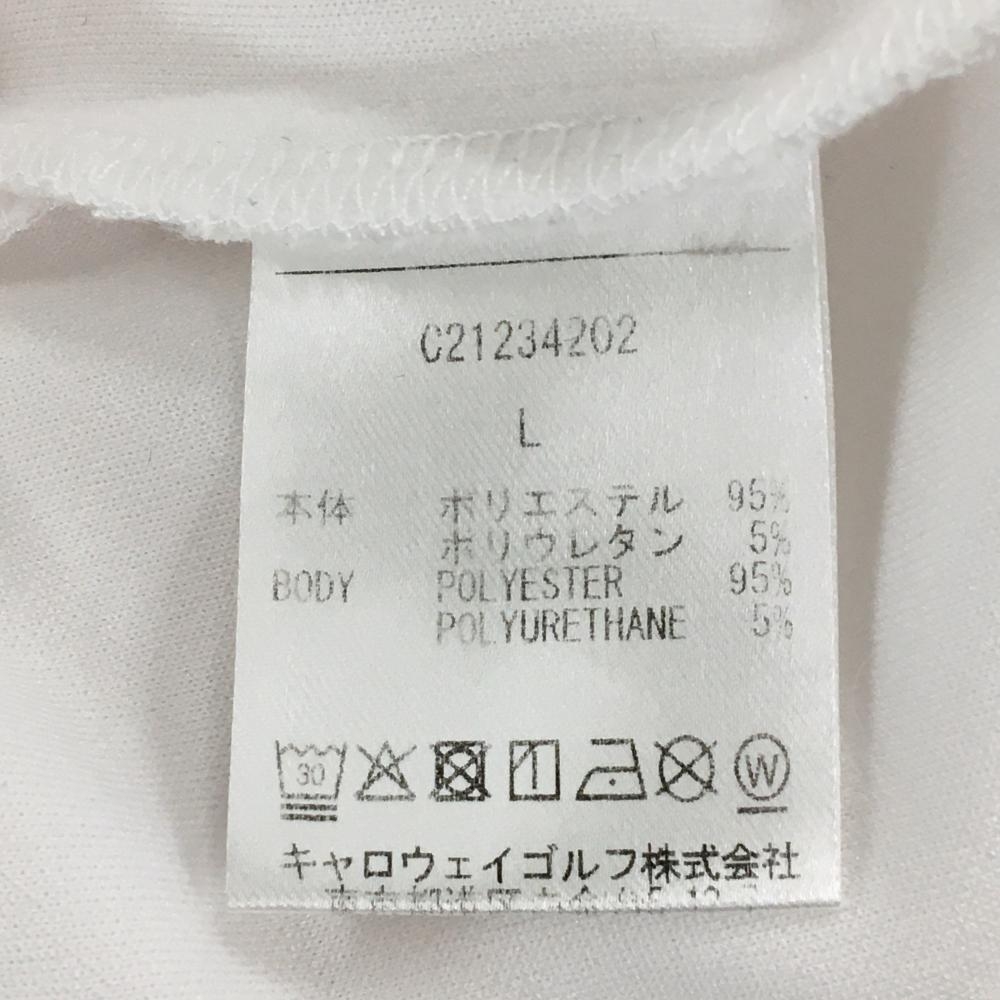 C21234202
L
本体 ポリエステル 95%
ポリウレタン 5%
BODY POLYESTER 95%
POLYURETHANE 5%
30 W
キャロウェイゴルフ株式会社